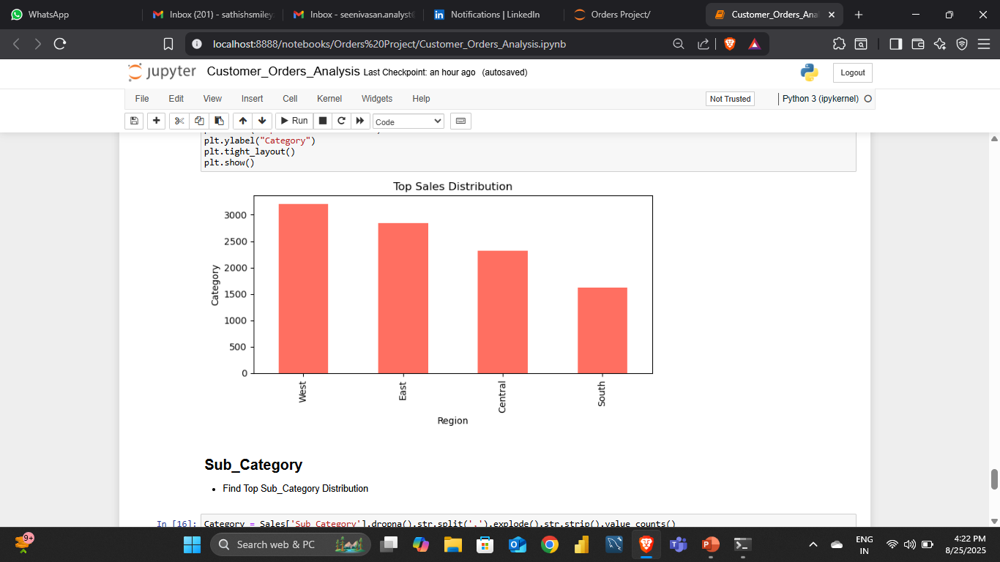 WhatsApp
Inbox (201) - sathishsmiley
Inbox - seenivasan.analyst
Notifications | LinkedIn
Orders Project/
Customer_Orders_Ana
localhost:8888/notebooks/Orders%20Project/Customer_Orders_Analysis.ipynb
jupyter Customer_Orders_Analysis Last Checkpoint: an hour ago (autosaved)
Logout
File Edit View Insert Cell Kernel Widgets Help
Not Trusted
Python 3 (ipykernel)
Run
Code
plt.ylabel("Category")
plt.tight_layout()
plt.show()
Top Sales Distribution
3000
2500
2000
1500
1000
500
0
Category
West
East
Central
South
Region
Sub_Category
Find Top Sub_Category Distribution
In [16]: Category = Sales['Sub_Category'].dropna().str.split('.').explode().str.strip().value_counts()
9+
Search web & PC
ENG
IN
4:22 PM
8/25/2025